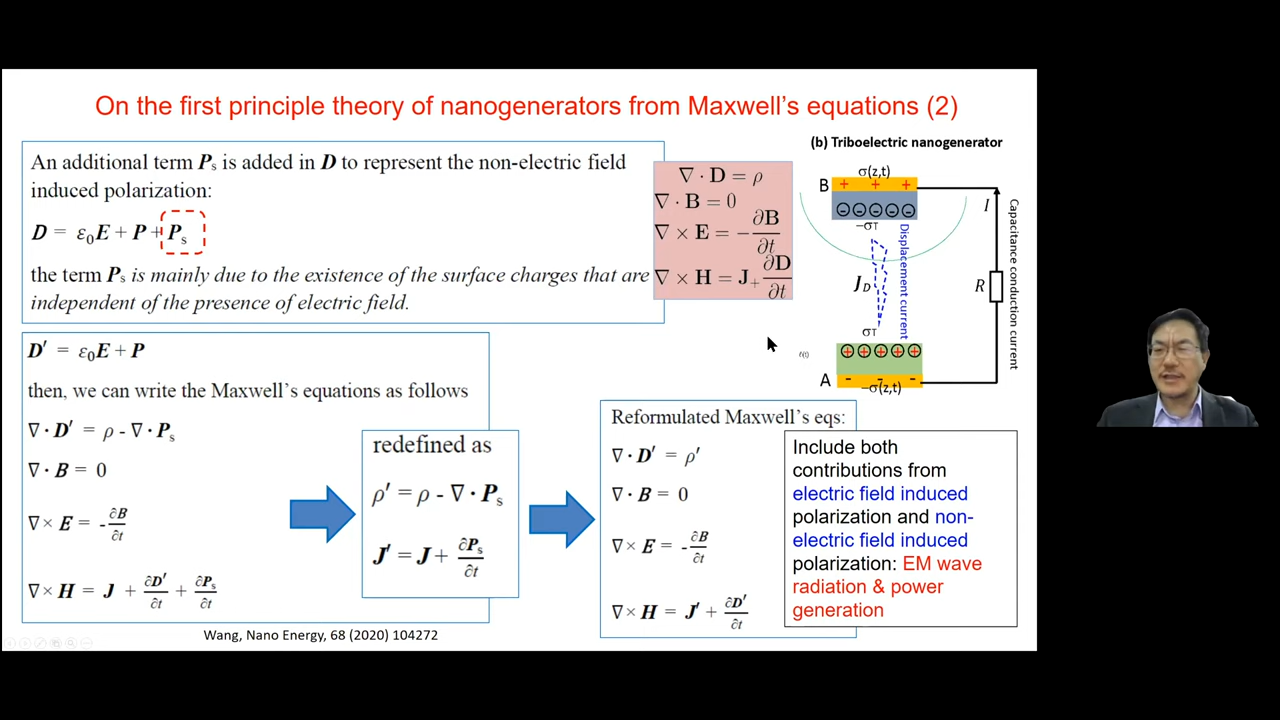 On the first principle theory of nanogenerators from Maxwell's equations (2)
An additional term Pₛ is added in D to represent the non-electric field
induced polarization:
D = ε₀E + P + Pₛ
the term Pₛ is mainly due to the existence of the surface charges that are
independent of the presence of electric field.
∇ · D = ρ
∇ · B = 0
∇ × E = -∂B/∂t
∇ × H = J + ∂D/∂t
(b) Triboelectric nanogenerator
σ(z,t)
B + + +
− − − − −
−σT
Displacement current
J_D
σT
+ + + + +
A - - -
−σ(z,t)
I
R
Capacitance conduction current
D′ = ε₀E + P
then, we can write the Maxwell's equations as follows
∇ · D′ = ρ - ∇ · Pₛ
∇ · B = 0
∇ × E = -∂B/∂t
∇ × H = J + ∂D′/∂t + ∂Pₛ/∂t
redefined as
ρ′ = ρ - ∇ · Pₛ
J′ = J + ∂Pₛ/∂t
Reformulated Maxwell's eqs:
∇ · D′ = ρ′
∇ · B = 0
∇ × E = -∂B/∂t
∇ × H = J′ + ∂D′/∂t
Include both
contributions from
electric field induced
polarization and non-
electric field induced
polarization: EM wave
radiation & power
generation
Wang, Nano Energy, 68 (2020) 104272